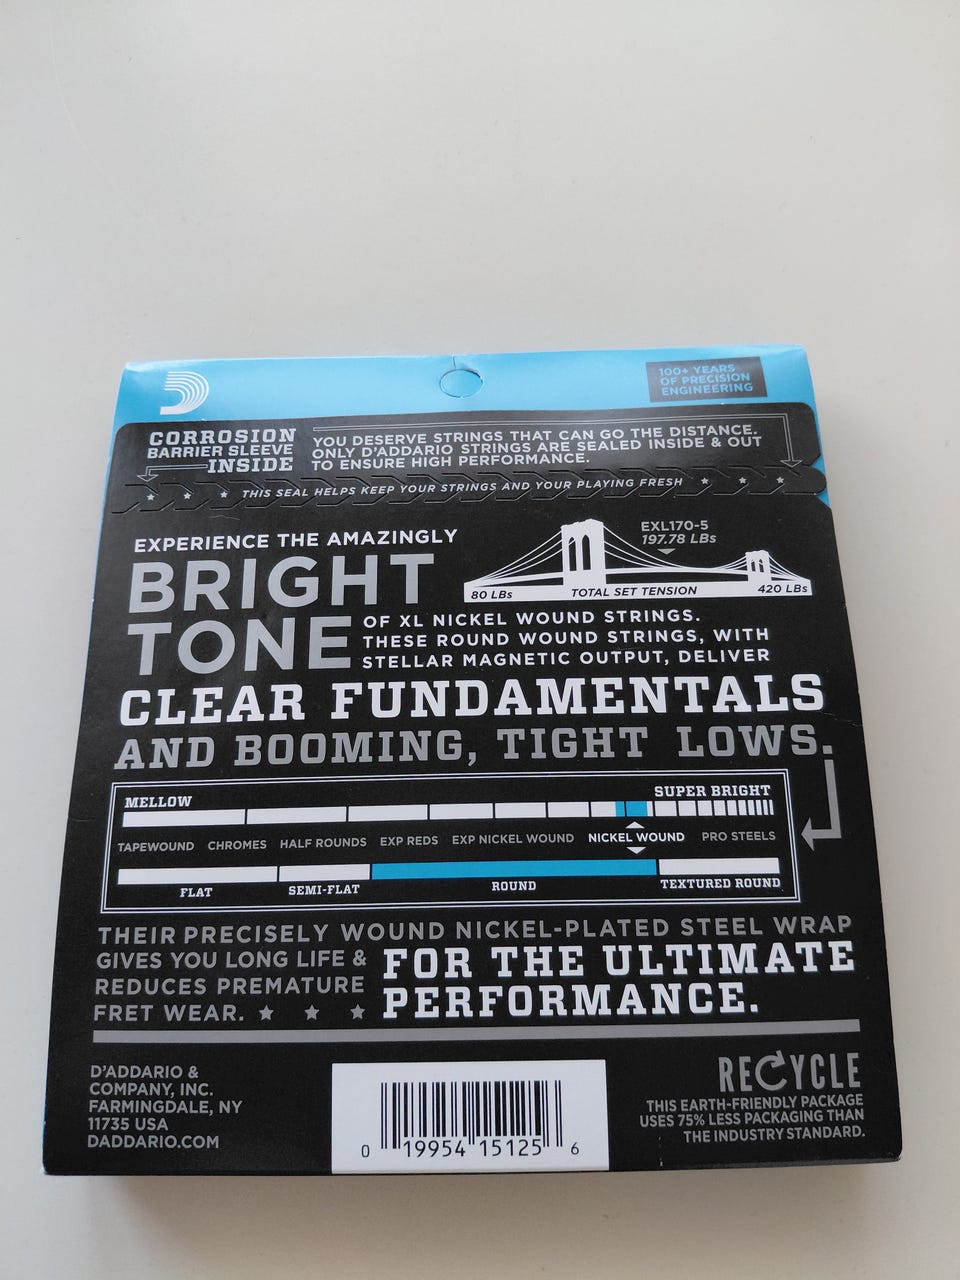 100+ YEARS
OF PRECISION
ENGINEERING
CORROSION
BARRIER SLEEVE
INSIDE
YOU DESERVE STRINGS THAT CAN GO THE DISTANCE.
ONLY D'ADDARIO STRINGS ARE SEALED INSIDE & OUT
TO ENSURE HIGH PERFORMANCE.
THIS SEAL HELPS KEEP YOUR STRINGS AND YOUR PLAYING FRESH
EXPERIENCE THE AMAZINGLY
BRIGHT
TONE
EXL170-5
197.78 LBs
80 LBs TOTAL SET TENSION 420 LBs
OF XL NICKEL WOUND STRINGS.
THESE ROUND WOUND STRINGS, WITH
STELLAR MAGNETIC OUTPUT, DELIVER
CLEAR FUNDAMENTALS
AND BOOMING, TIGHT LOWS.
MELLOW SUPER BRIGHT
TAPEWOUND CHROMES HALF ROUNDS EXP REDS EXP NICKEL WOUND NICKEL WOUND PRO STEELS
FLAT SEMI-FLAT ROUND TEXTURED ROUND
THEIR PRECISELY WOUND NICKEL-PLATED STEEL WRAP
GIVES YOU LONG LIFE &
REDUCES PREMATURE
FRET WEAR.
FOR THE ULTIMATE
PERFORMANCE.
D'ADDARIO &
COMPANY, INC.
FARMINGDALE, NY
11735 USA
DADDARIO.COM
0 19954 15125 6
RECYCLE
THIS EARTH-FRIENDLY PACKAGE
USES 75% LESS PACKAGING THAN
THE INDUSTRY STANDARD.